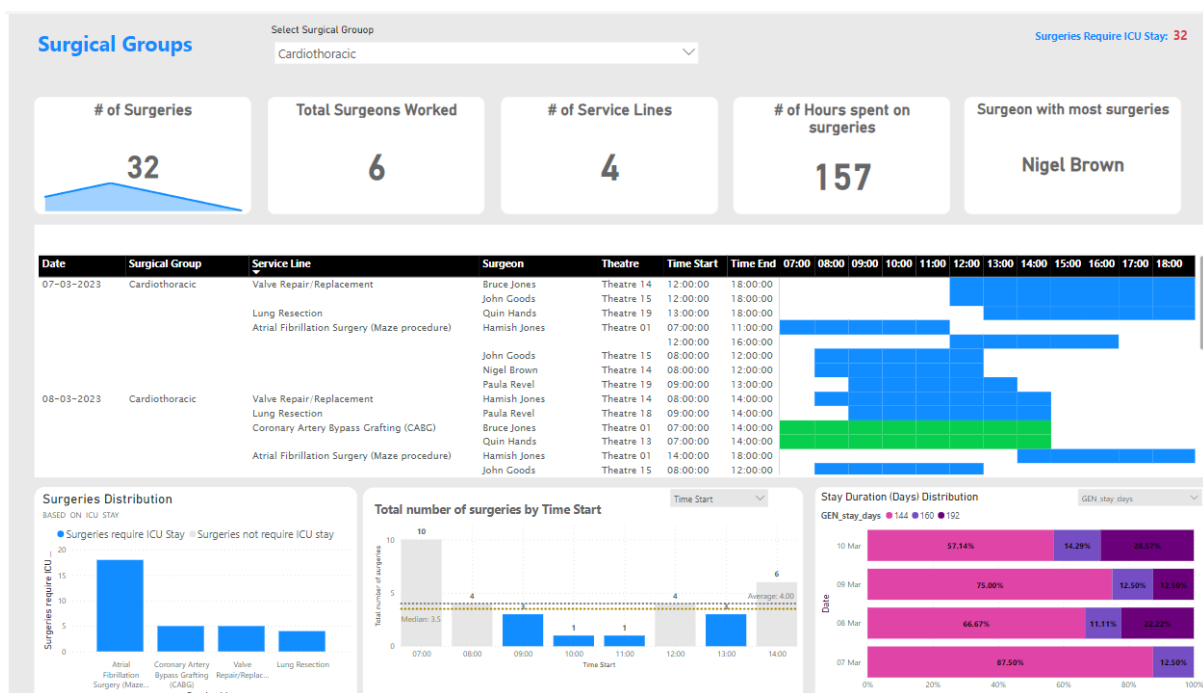 Surgical Groups
Select Surgical Grouop
Cardiothoracic
Surgeries Require ICU Stay: 32
# of Surgeries
32
Total Surgeons Worked
6
# of Service Lines
4
# of Hours spent on
surgeries
157
Surgeon with most surgeries
Nigel Brown
Date Surgical Group Service Line Surgeon Theatre Time Start Time End 07:00 08:00 09:00 10:00 11:00 12:00 13:00 14:00 15:00 16:00 17:00 18:00
07-03-2023 Cardiothoracic Valve Repair/Replacement Bruce Jones Theatre 14 12:00:00 18:00:00
John Goods Theatre 15 12:00:00 18:00:00
Lung Resection Quin Hands Theatre 19 13:00:00 18:00:00
Atrial Fibrillation Surgery (Maze procedure) Hamish Jones Theatre 01 07:00:00 11:00:00
12:00:00 16:00:00
John Goods Theatre 15 08:00:00 12:00:00
Nigel Brown Theatre 14 08:00:00 12:00:00
Paula Revel Theatre 19 09:00:00 13:00:00
08-03-2023 Cardiothoracic Valve Repair/Replacement Hamish Jones Theatre 14 08:00:00 14:00:00
Lung Resection Paula Revel Theatre 18 09:00:00 14:00:00
Coronary Artery Bypass Grafting (CABG) Bruce Jones Theatre 01 07:00:00 14:00:00
Quin Hands Theatre 13 07:00:00 14:00:00
Atrial Fibrillation Surgery (Maze procedure) Hamish Jones Theatre 01 14:00:00 18:00:00
John Goods Theatre 15 08:00:00 12:00:00
Surgeries Distribution
BASED ON ICU STAY
Surgeries require ICU Stay Surgeries not require ICU stay
Surgeries require ICU ...
20
15
10
5
0
Atrial
Fibrillation
Surgery (Maze...
Coronary Artery
Bypass Grafting
(CABG)
Valve
Repair/Replac...
Lung Resection
Total number of surgeries by Time Start
Time Start
Total number of surgeries
10
5
0
10
4
3
1
1
4
3
6
Average: 4.00
Median: 3.5
07:00 08:00 09:00 10:00 11:00 12:00 13:00 14:00
Time Start
Stay Duration (Days) Distribution
GEN_stay_days
GEN_stay_days 144 160 192
Date
10 Mar 57.14% 14.29% 28.57%
09 Mar 75.00% 12.50% 12.50%
08 Mar 66.67% 11.11% 22.22%
07 Mar 87.50% 12.50%
0% 20% 40% 60% 80% 100%